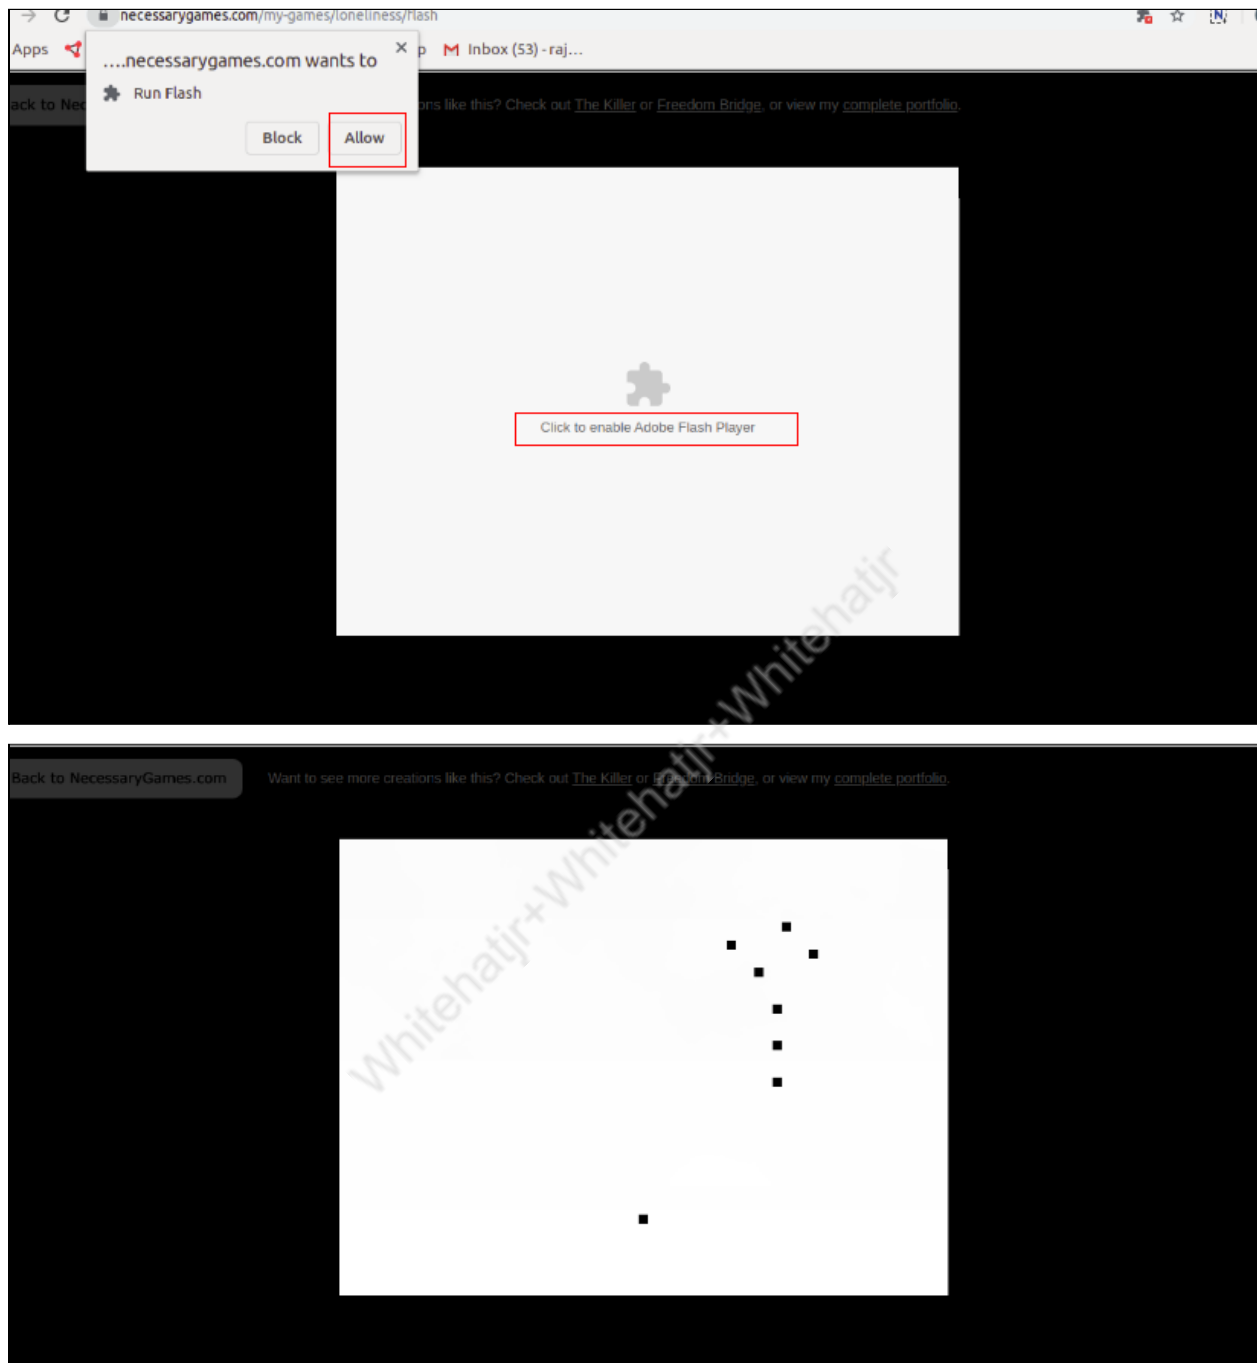 necessarygames.com/my-games/loneliness/flash
Apps
p
Inbox (53) - raj...
....necessarygames.com wants to
Run Flash
Block
Allow
ack to Nec
ons like this? Check out The Killer or Freedom Bridge, or view my complete portfolio.
Click to enable Adobe Flash Player
Whitehatjr+Whitehatjr+Whitehatjr
Back to NecessaryGames.com
Want to see more creations like this? Check out The Killer or Freedom Bridge, or view my complete portfolio.